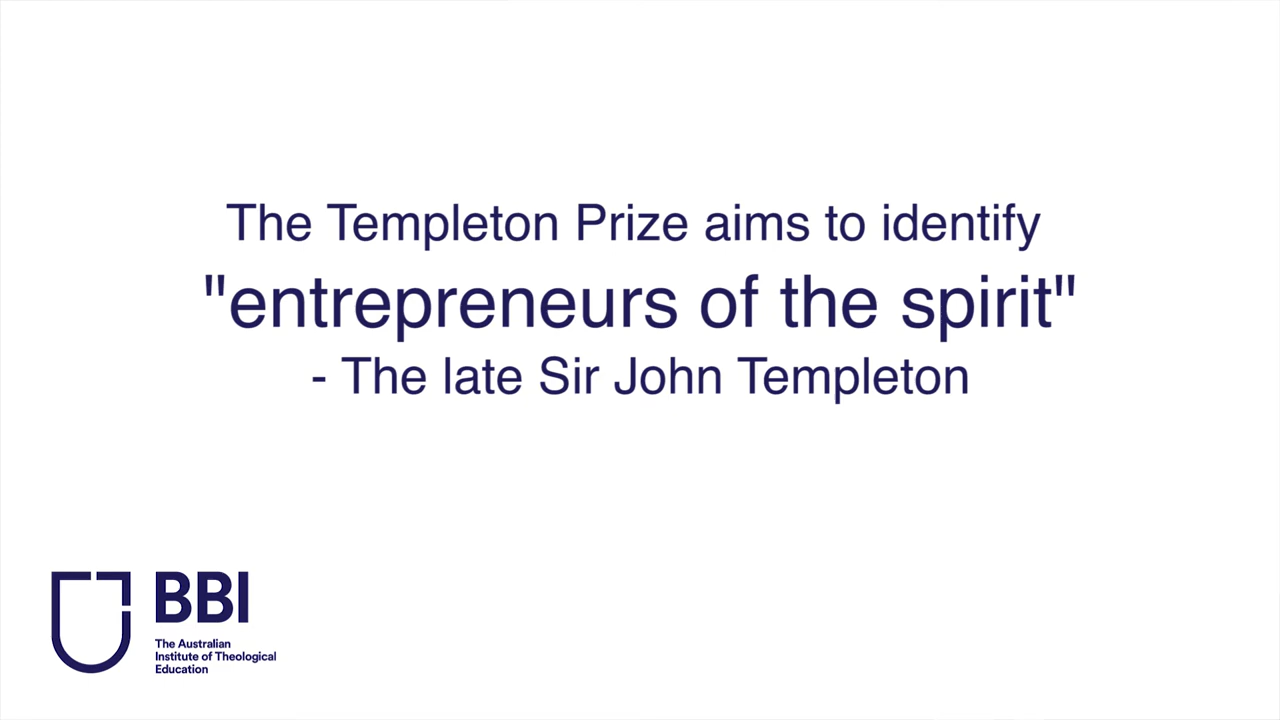 The Templeton Prize aims to identify
"entrepreneurs of the spirit"
- The late Sir John Templeton
BBI
The Australian
Institute of Theological
Education